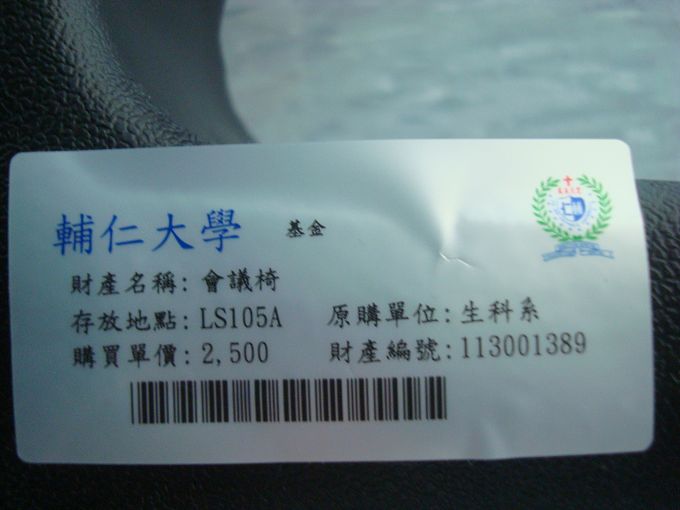 輔仁大學 基金
財產名稱: 會議椅
存放地點: LS105A 原購單位: 生科系
購買單價: 2,500 財產編號: 113001389